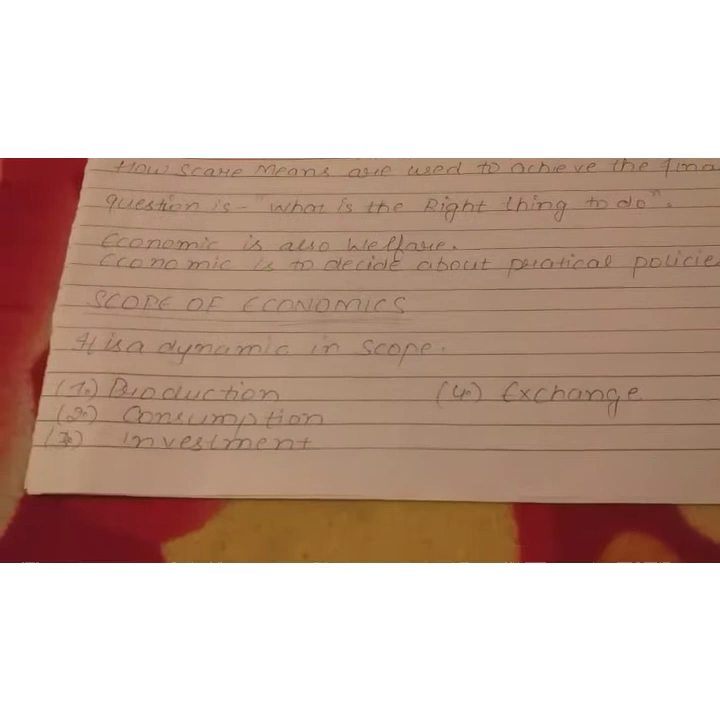 How scare means are used to achieve the fina
question is - "What is the Right thing to do".
Economic is also Welfare.
Economic is to decide about pratical policie
SCOPE OF ECONOMICS
It is a dynamic in scope.
(1.) Production (4.) Exchange
(2.) Consumption
(3.) investment